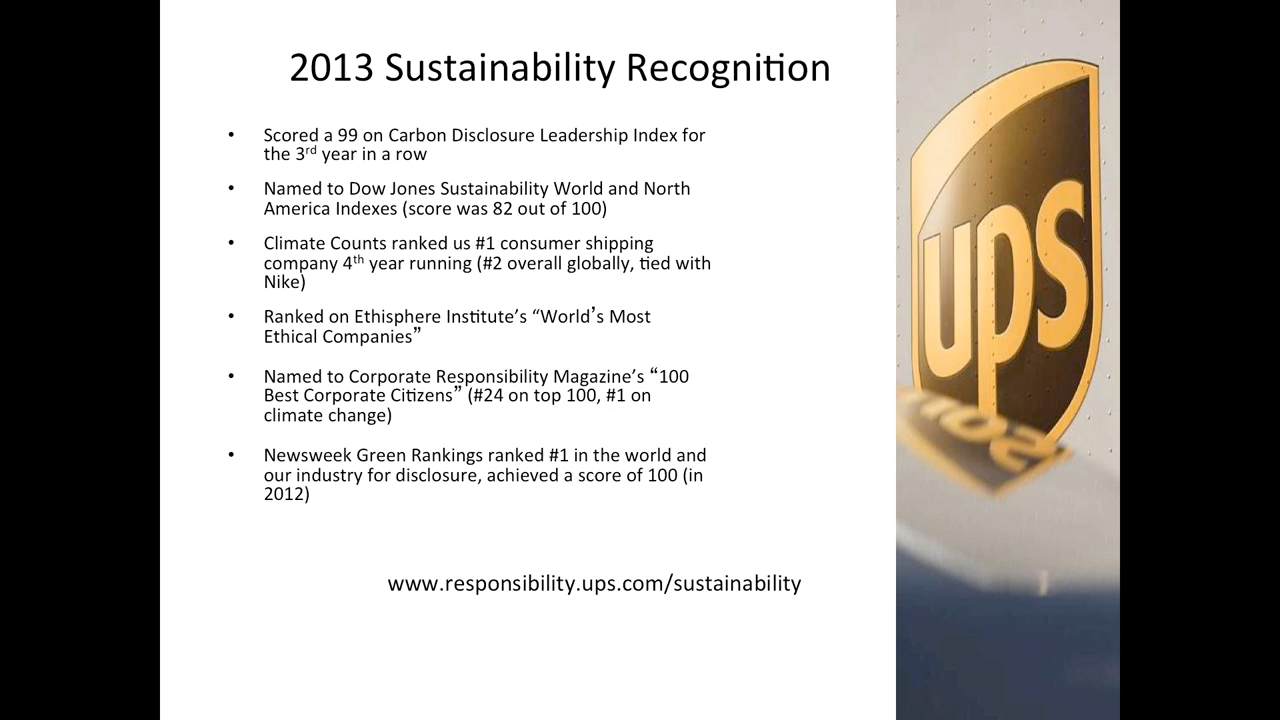 2013 Sustainability Recognition
• Scored a 99 on Carbon Disclosure Leadership Index for
the 3rd year in a row
• Named to Dow Jones Sustainability World and North
America Indexes (score was 82 out of 100)
• Climate Counts ranked us #1 consumer shipping
company 4th year running (#2 overall globally, tied with
Nike)
• Ranked on Ethisphere Institute’s “World’s Most
Ethical Companies”
• Named to Corporate Responsibility Magazine’s “100
Best Corporate Citizens” (#24 on top 100, #1 on
climate change)
• Newsweek Green Rankings ranked #1 in the world and
our industry for disclosure, achieved a score of 100 (in
2012)
www.responsibility.ups.com/sustainability
ups